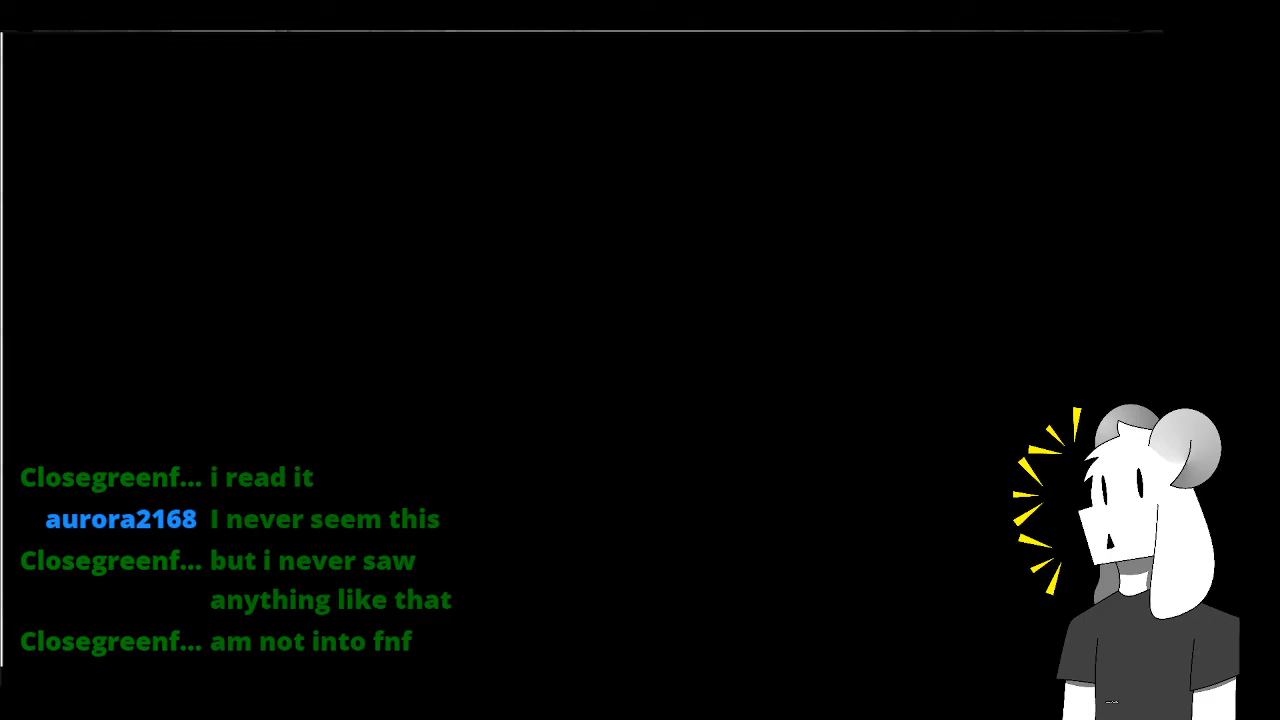 Closegreenf... i read it
aurora2168 I never seem this
Closegreenf... but i never saw
anything like that
Closegreenf... am not into fnf